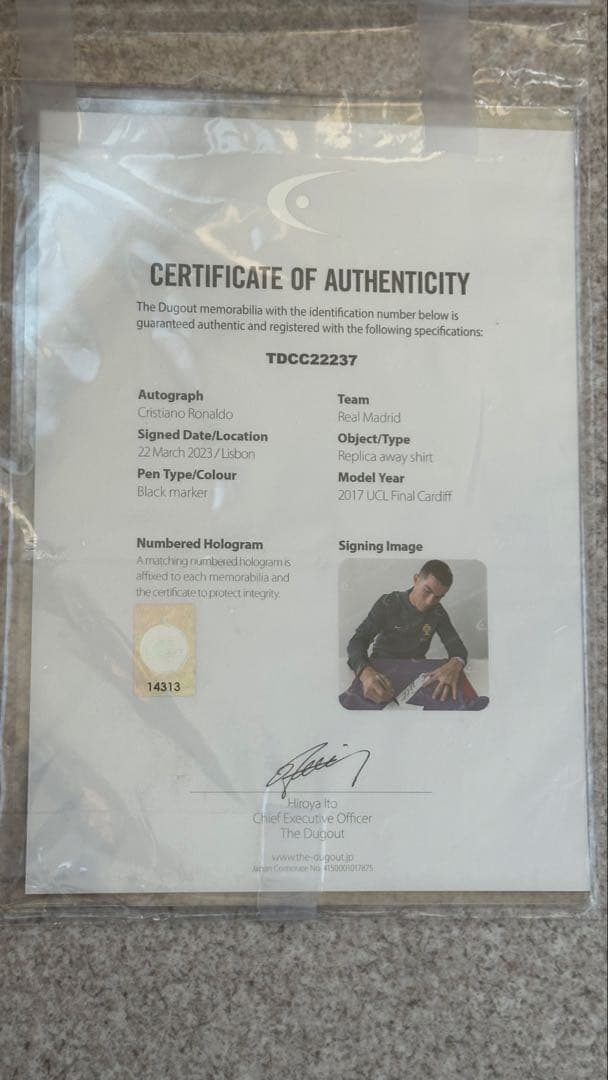 CERTIFICATE OF AUTHENTICITY
The Dugout memorabilia with the identification number below is
guaranteed authentic and registered with the following specifications:
TDCC22237
Autograph
Cristiano Ronaldo
Signed Date/Location
22 March 2023 / Lisbon
Pen Type/Colour
Black marker
Team
Real Madrid
Object/Type
Replica away shirt
Model Year
2017 UCL Final Cardiff
Numbered Hologram
A matching numbered hologram is
affixed to each memorabilia and
the certificate to protect integrity.
14313
Signing Image
Hiroya Ito
Chief Executive Officer
The Dugout
www.the-dugout.jp
Japan Corporate No. 4150001017875